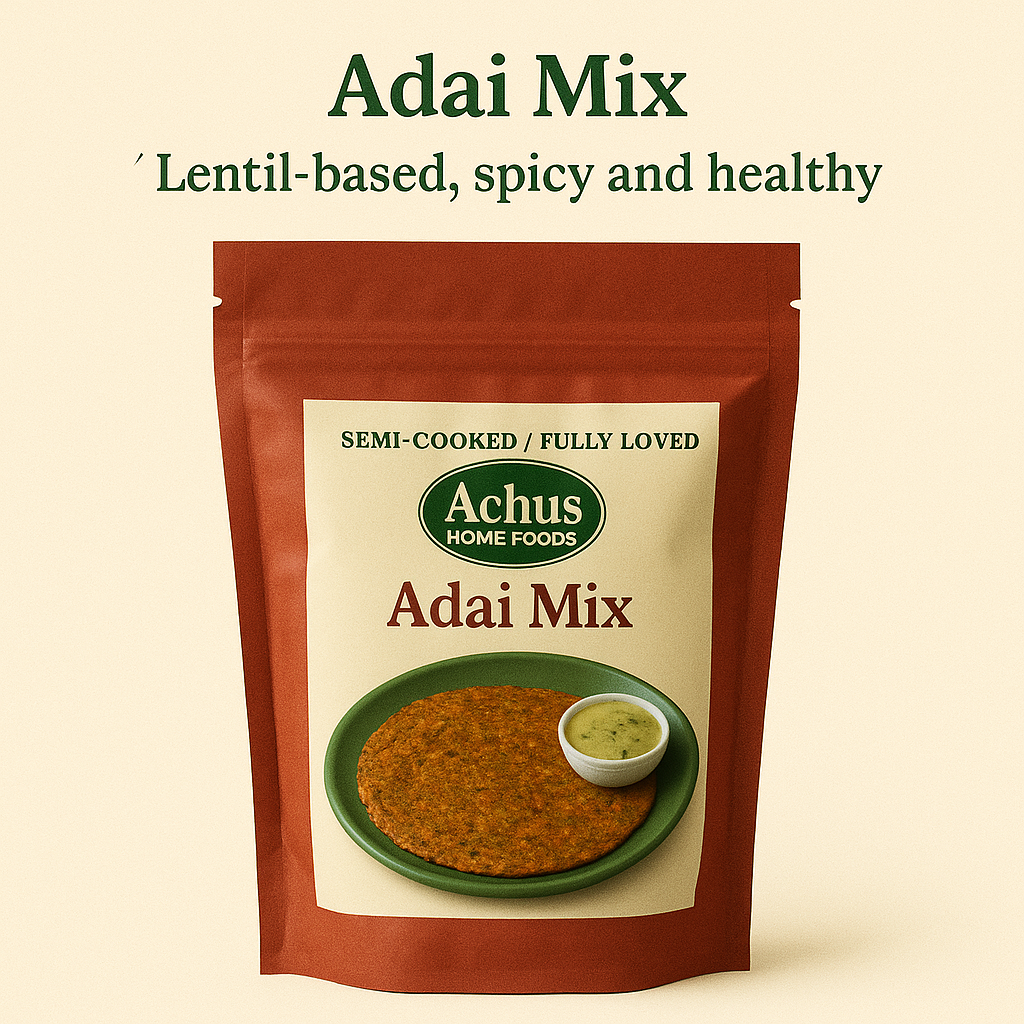 Adai Mix
′ Lentil-based, spicy and healthy
SEMI-COOKED / FULLY LOVED
Achus
HOME FOODS
Adai Mix